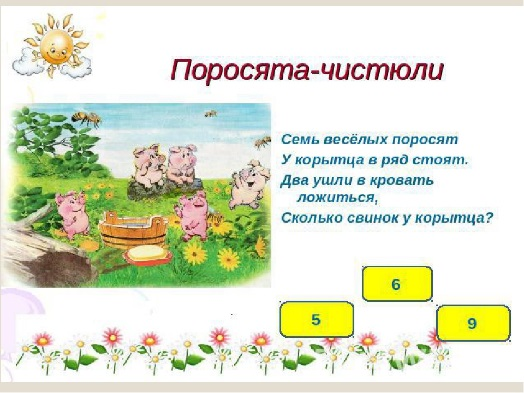 Поросята-чистюли
Семь весёлых поросят
У корытца в ряд стоят.
Два ушли в кровать
ложиться,
Сколько свинок у корытца?
6
5
9